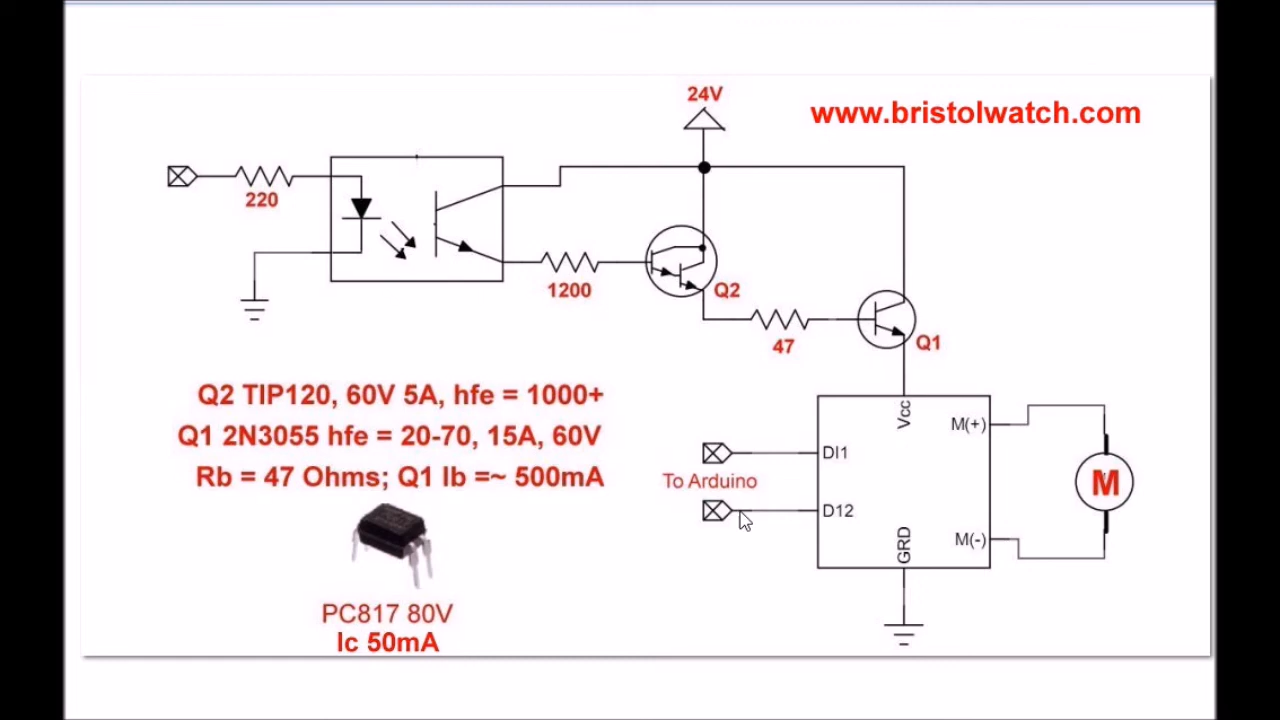 24V
www.bristolwatch.com
220
1200
Q2
47
Q1
Q2 TIP120, 60V 5A, hfe = 1000+
Q1 2N3055 hfe = 20-70, 15A, 60V
Rb = 47 Ohms; Q1 Ib =~ 500mA
Vcc
M(+)
DI1
To Arduino
M
D12
GRD
M(-)
PC817 80V
Ic 50mA